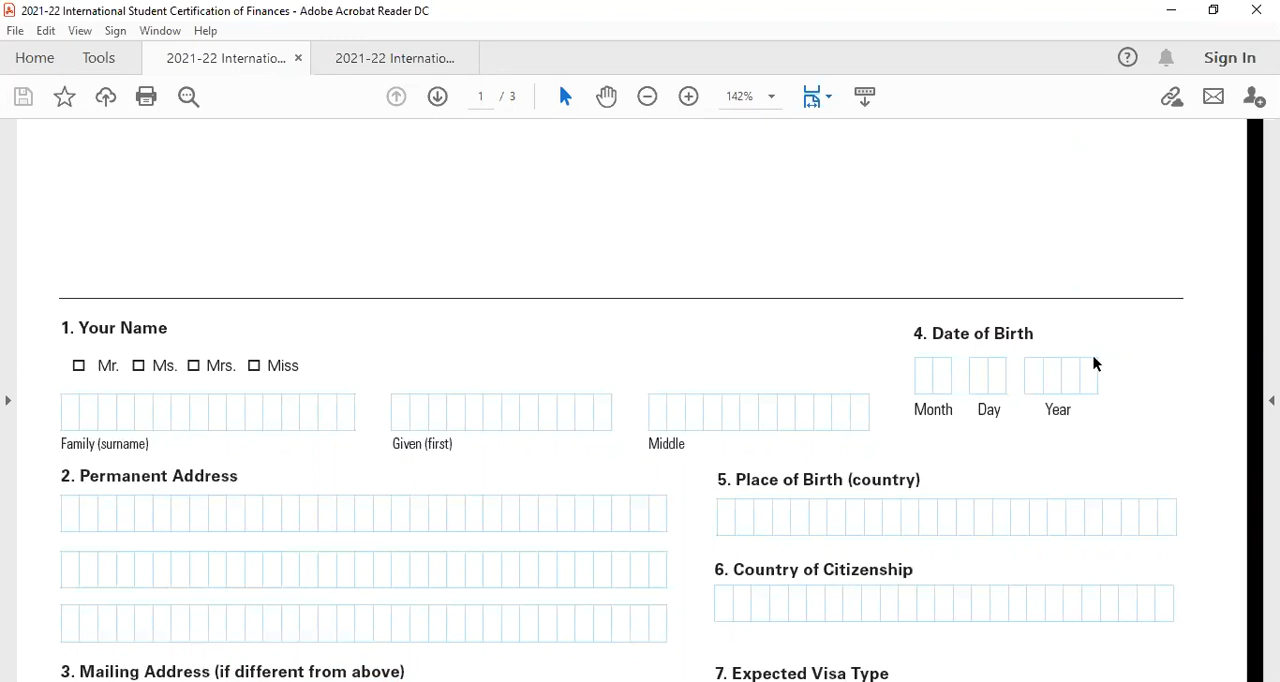 2021-22 International Student Certification of Finances - Adobe Acrobat Reader DC
File Edit View Sign Window Help
Home Tools 2021-22 Internatio... × 2021-22 Internatio... Sign In
1 / 3 142%
1. Your Name
Mr. Ms. Mrs. Miss
Family (surname) Given (first) Middle
4. Date of Birth
Month Day Year
2. Permanent Address
5. Place of Birth (country)
6. Country of Citizenship
3. Mailing Address (if different from above)
7. Expected Visa Type